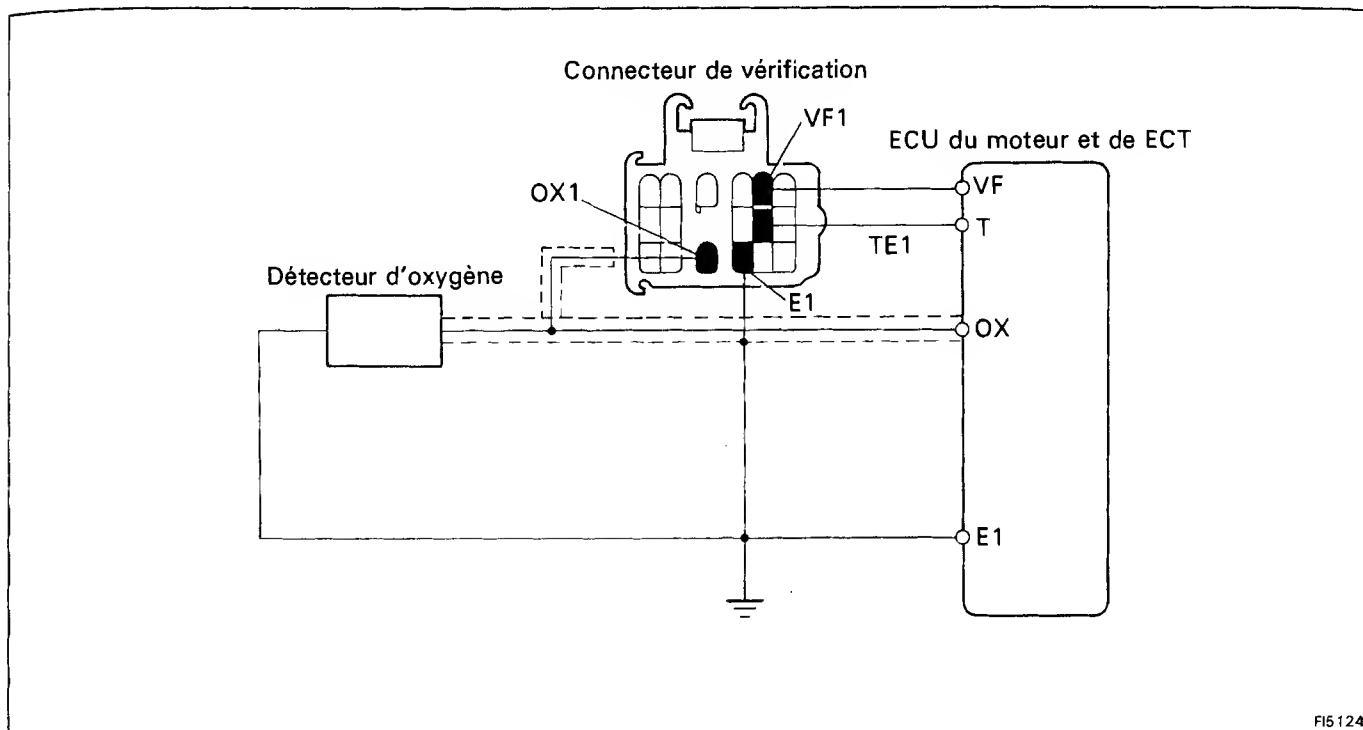 Connecteur de vérification
VF1
ECU du moteur et de ECT
VF
OX1
T
TE1
Détecteur d'oxygène
E1
OX
E1
FI5124